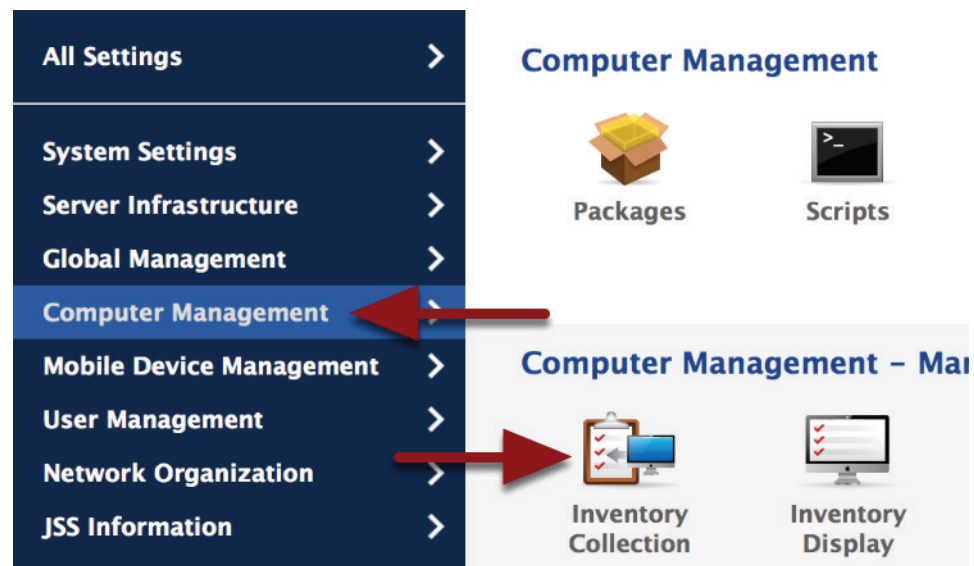 All Settings
System Settings
Server Infrastructure
Global Management
Computer Management
Mobile Device Management
User Management
Network Organization
JSS Information
Computer Management
>_
Packages
Scripts
Computer Management –
Inventory
Collection
Inventory
Display